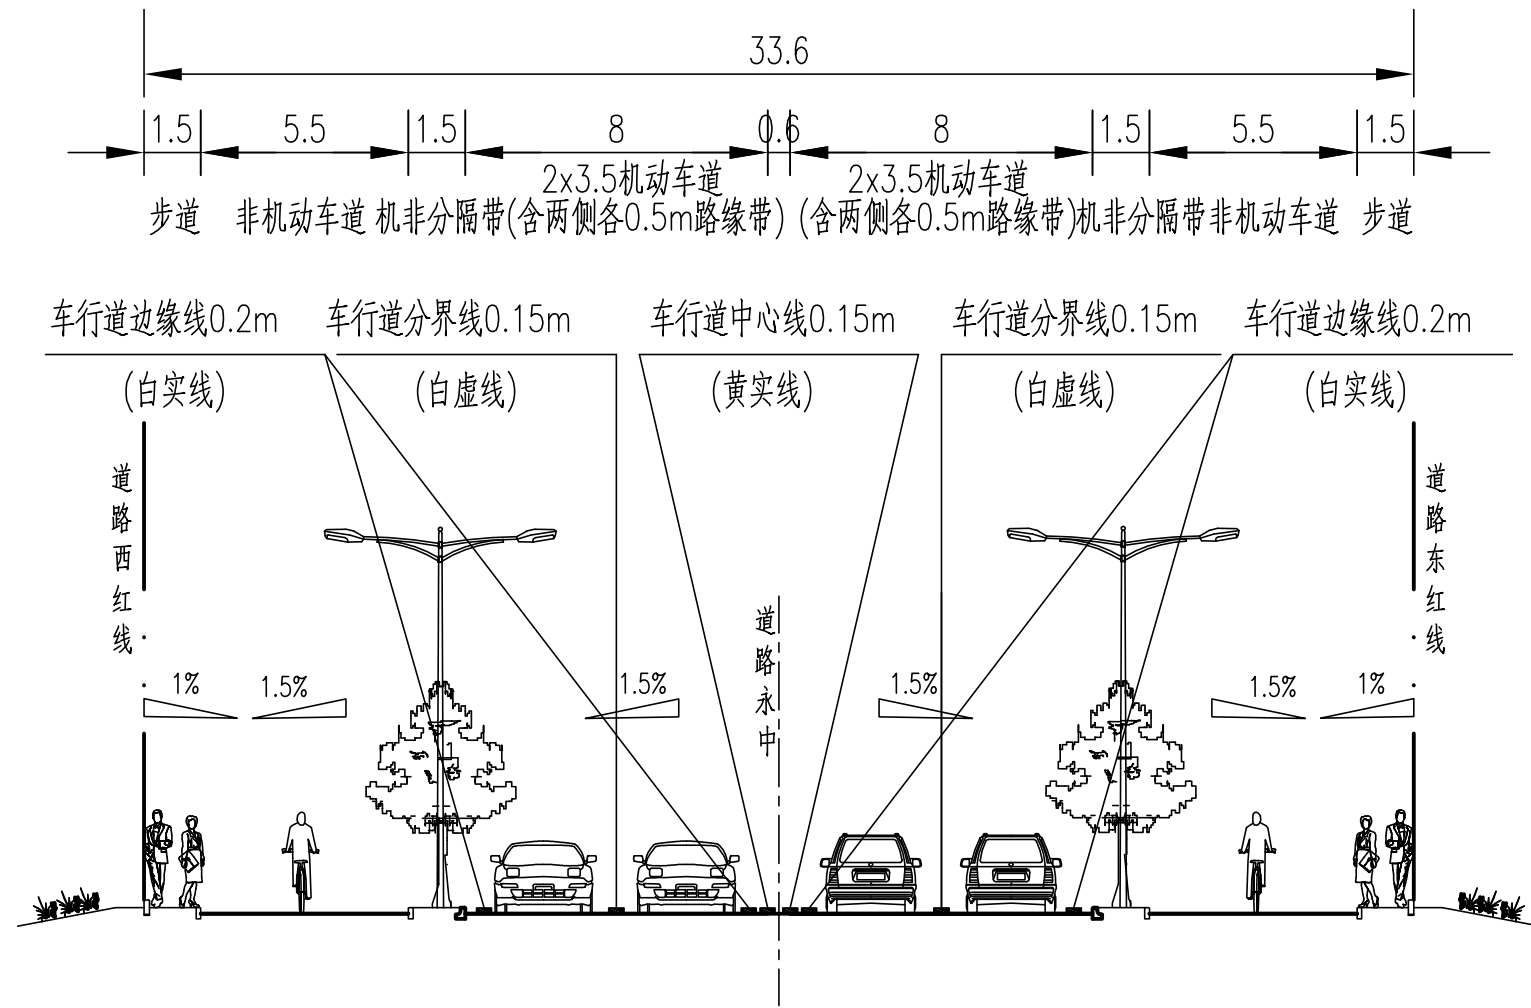 33.6
1.5 5.5 1.5 8 0.6 8 1.5 5.5 1.5
2x3.5机动车道 2x3.5机动车道
步道 非机动车道 机非分隔带(含两侧各0.5m路缘带) (含两侧各0.5m路缘带)机非分隔带非机动车道 步道
车行道边缘线0.2m 车行道分界线0.15m 车行道中心线0.15m 车行道分界线0.15m 车行道边缘线0.2m
(白实线) (白虚线) (黄实线) (白虚线) (白实线)
道路西红线
道路永中
道路东红线
1% 1.5% 1.5% 1.5% 1.5% 1%